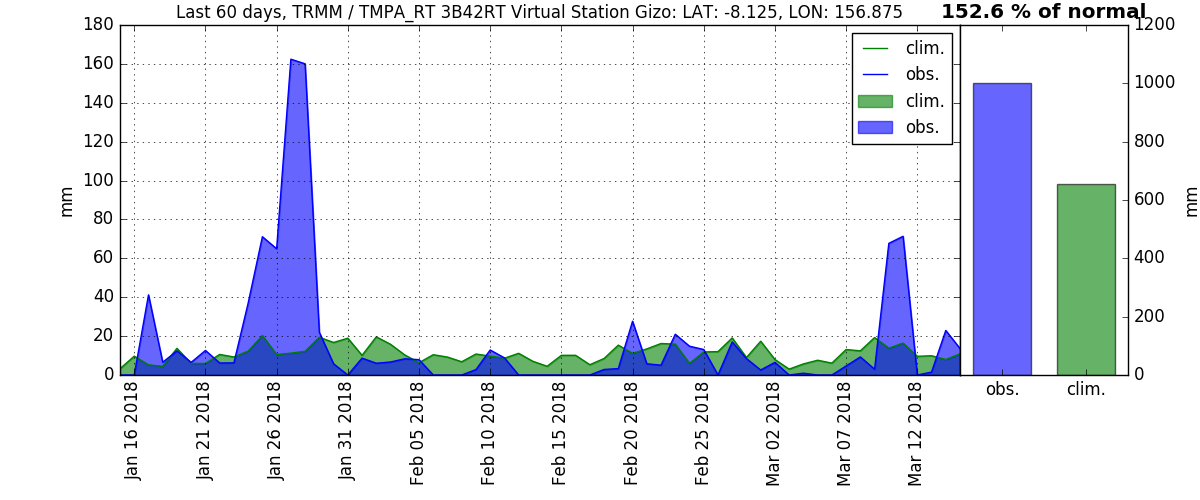 Last 60 days, TRMM / TMPA_RT 3B42RT Virtual Station Gizo: LAT: -8.125, LON: 156.875
152.6 % of normal
180
160
140
120
100
80
60
40
20
0
mm
clim.
obs.
clim.
obs.
Jan 16 2018
Jan 21 2018
Jan 26 2018
Jan 31 2018
Feb 05 2018
Feb 10 2018
Feb 15 2018
Feb 20 2018
Feb 25 2018
Mar 02 2018
Mar 07 2018
Mar 12 2018
1200
1000
800
600
400
200
0
mm
obs.
clim.